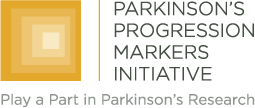 PARKINSON'S
PROGRESSION
MARKERS
INITIATIVE
Play a Part in Parkinson's Research